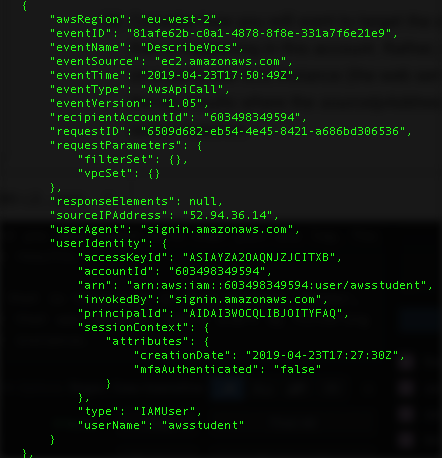 {
"awsRegion": "eu-west-2",
"eventID": "81afe62b-c0a1-4878-8f8e-331a7f6e21e9",
"eventName": "DescribeVpcs",
"eventSource": "ec2.amazonaws.com",
"eventTime": "2019-04-23T17:50:49Z",
"eventType": "AwsApiCall",
"eventVersion": "1.05",
"recipientAccountId": "603498349594",
"requestID": "6509d682-eb54-4e45-8421-a686bd306536",
"requestParameters": {
"filterSet": {},
"vpcSet": {}
},
"responseElements": null,
"sourceIPAddress": "52.94.36.14",
"userAgent": "signin.amazonaws.com",
"userIdentity": {
"accessKeyId": "ASIAYZA2OAQNJZJCITXB",
"accountId": "603498349594",
"arn": "arn:aws:iam::603498349594:user/awsstudent",
"invokedBy": "signin.amazonaws.com",
"principalId": "AIDAI3WOCQLIBJOITYFAQ",
"sessionContext": {
"attributes": {
"creationDate": "2019-04-23T17:27:30Z",
"mfaAuthenticated": "false"
}
},
"type": "IAMUser",
"userName": "awsstudent"
}
},